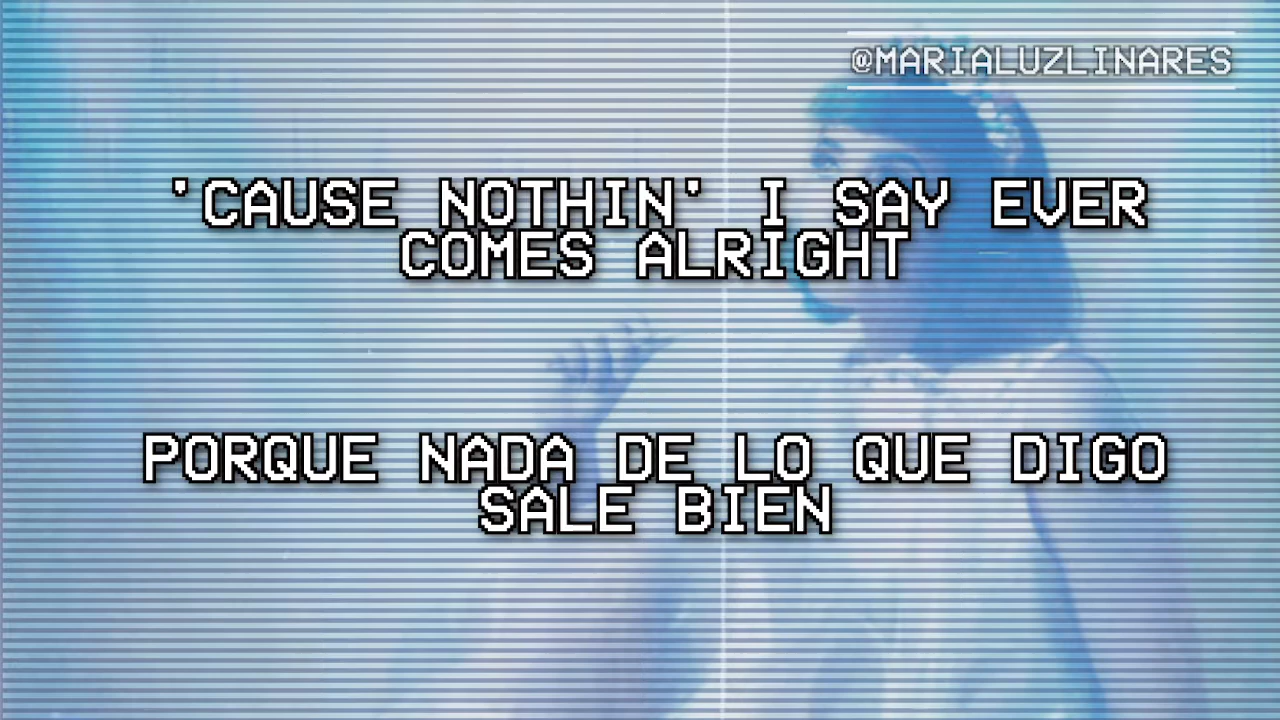 @MARIALUZLINARES
'CAUSE NOTHIN' I SAY EVER
COMES ALRIGHT
PORQUE NADA DE LO QUE DIGO
SALE BIEN